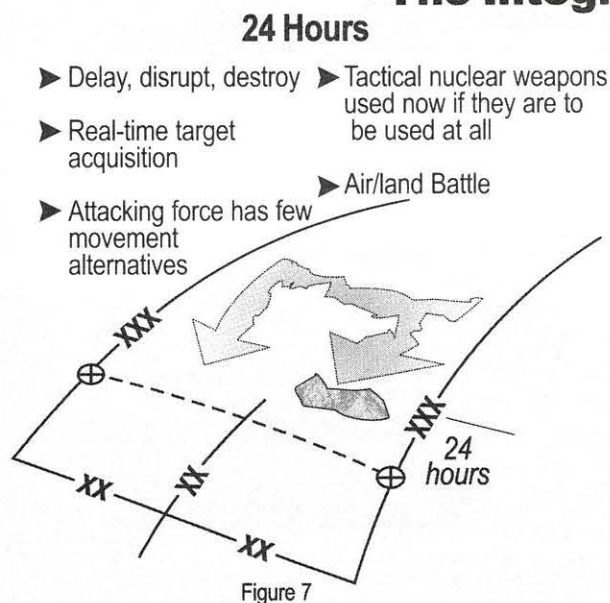 24 Hours
➤ Delay, disrupt, destroy
➤ Real-time target
acquisition
➤ Attacking force has few
movement
alternatives
➤ Tactical nuclear weapons
used now if they are to
be used at all
➤ Air/land Battle
XXX
XXX
24
hours
XX
XX
XX
Figure 7